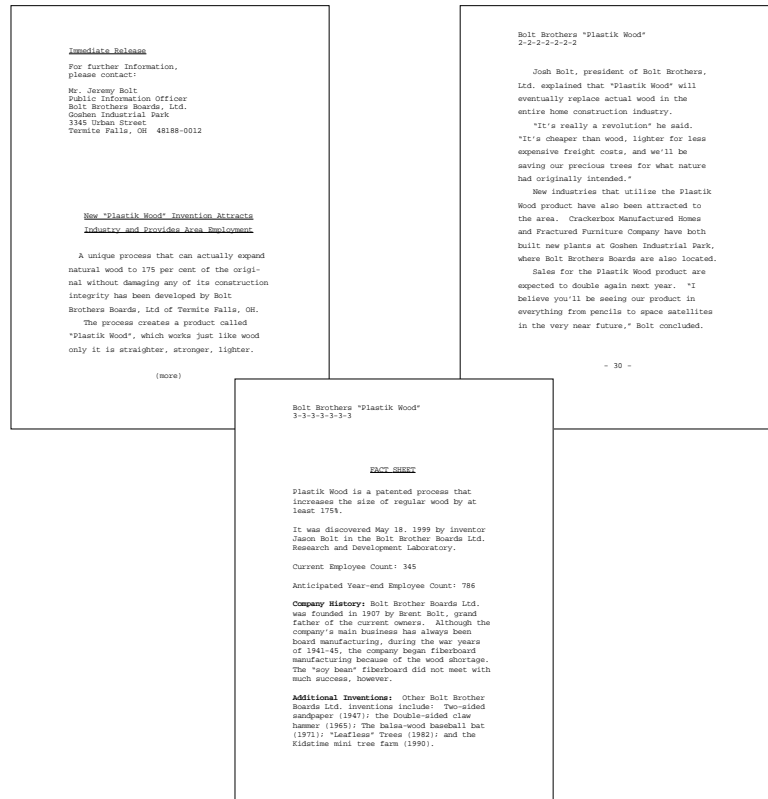 Immediate Release
For further Information,
please contact:
Mr. Jeremy Bolt
Public Information Officer
Bolt Brothers Boards, Ltd.
Goshen Industrial Park
3345 Urban Street
Termite Falls, OH  48188-0012
New "Plastik Wood" Invention Attracts
Industry and Provides Area Employment
A unique process that can actually expand
natural wood to 175 per cent of the origi-
nal without damaging any of its construction
integrity has been developed by Bolt
Brothers Boards, Ltd of Termite Falls, OH.
The process creates a product called
"Plastik Wood", which works just like wood
only it is straighter, stronger, lighter.
(more)
Bolt Brothers "Plastik Wood"
2-2-2-2-2-2-2
Josh Bolt, president of Bolt Brothers,
Ltd. explained that "Plastik Wood" will
eventually replace actual wood in the
entire home construction industry.
"It's really a revolution" he said.
"It's cheaper than wood, lighter for less
expensive freight costs, and we'll be
saving our precious trees for what nature
had originally intended."
New industries that utilize the Plastik
Wood product have also been attracted to
the area.  Crackerbox Manufactured Homes
and Fractured Furniture Company have both
built new plants at Goshen Industrial Park,
where Bolt Brothers Boards are also located.
Sales for the Plastik Wood product are
expected to double again next year.  "I
believe you'll be seeing our product in
everything from pencils to space satellites
in the very near future," Bolt concluded.
- 30 -
Bolt Brothers "Plastik Wood"
3-3-3-3-3-3-3
FACT SHEET
Plastik Wood is a patented process that
increases the size of regular wood by at
least 175%.
It was discovered May 18. 1999 by inventor
Jason Bolt in the Bolt Brother Boards Ltd.
Research and Development Laboratory.
Current Employee Count: 345
Anticipated Year-end Employee Count: 786
Company History: Bolt Brother Boards Ltd.
was founded in 1907 by Brent Bolt, grand
father of the current owners.  Although the
company's main business has always been
board manufacturing, during the war years
of 1941-45, the company began fiberboard
manufacturing because of the wood shortage.
The "soy bean" fiberboard did not meet with
much success, however.
Additional Inventions:  Other Bolt Brother
Boards Ltd. inventions include:  Two-sided
sandpaper (1947); the Double-sided claw
hammer (1965); The balsa-wood baseball bat
(1971); "Leafless" Trees (1982); and the
Kidstime mini tree farm (1990).